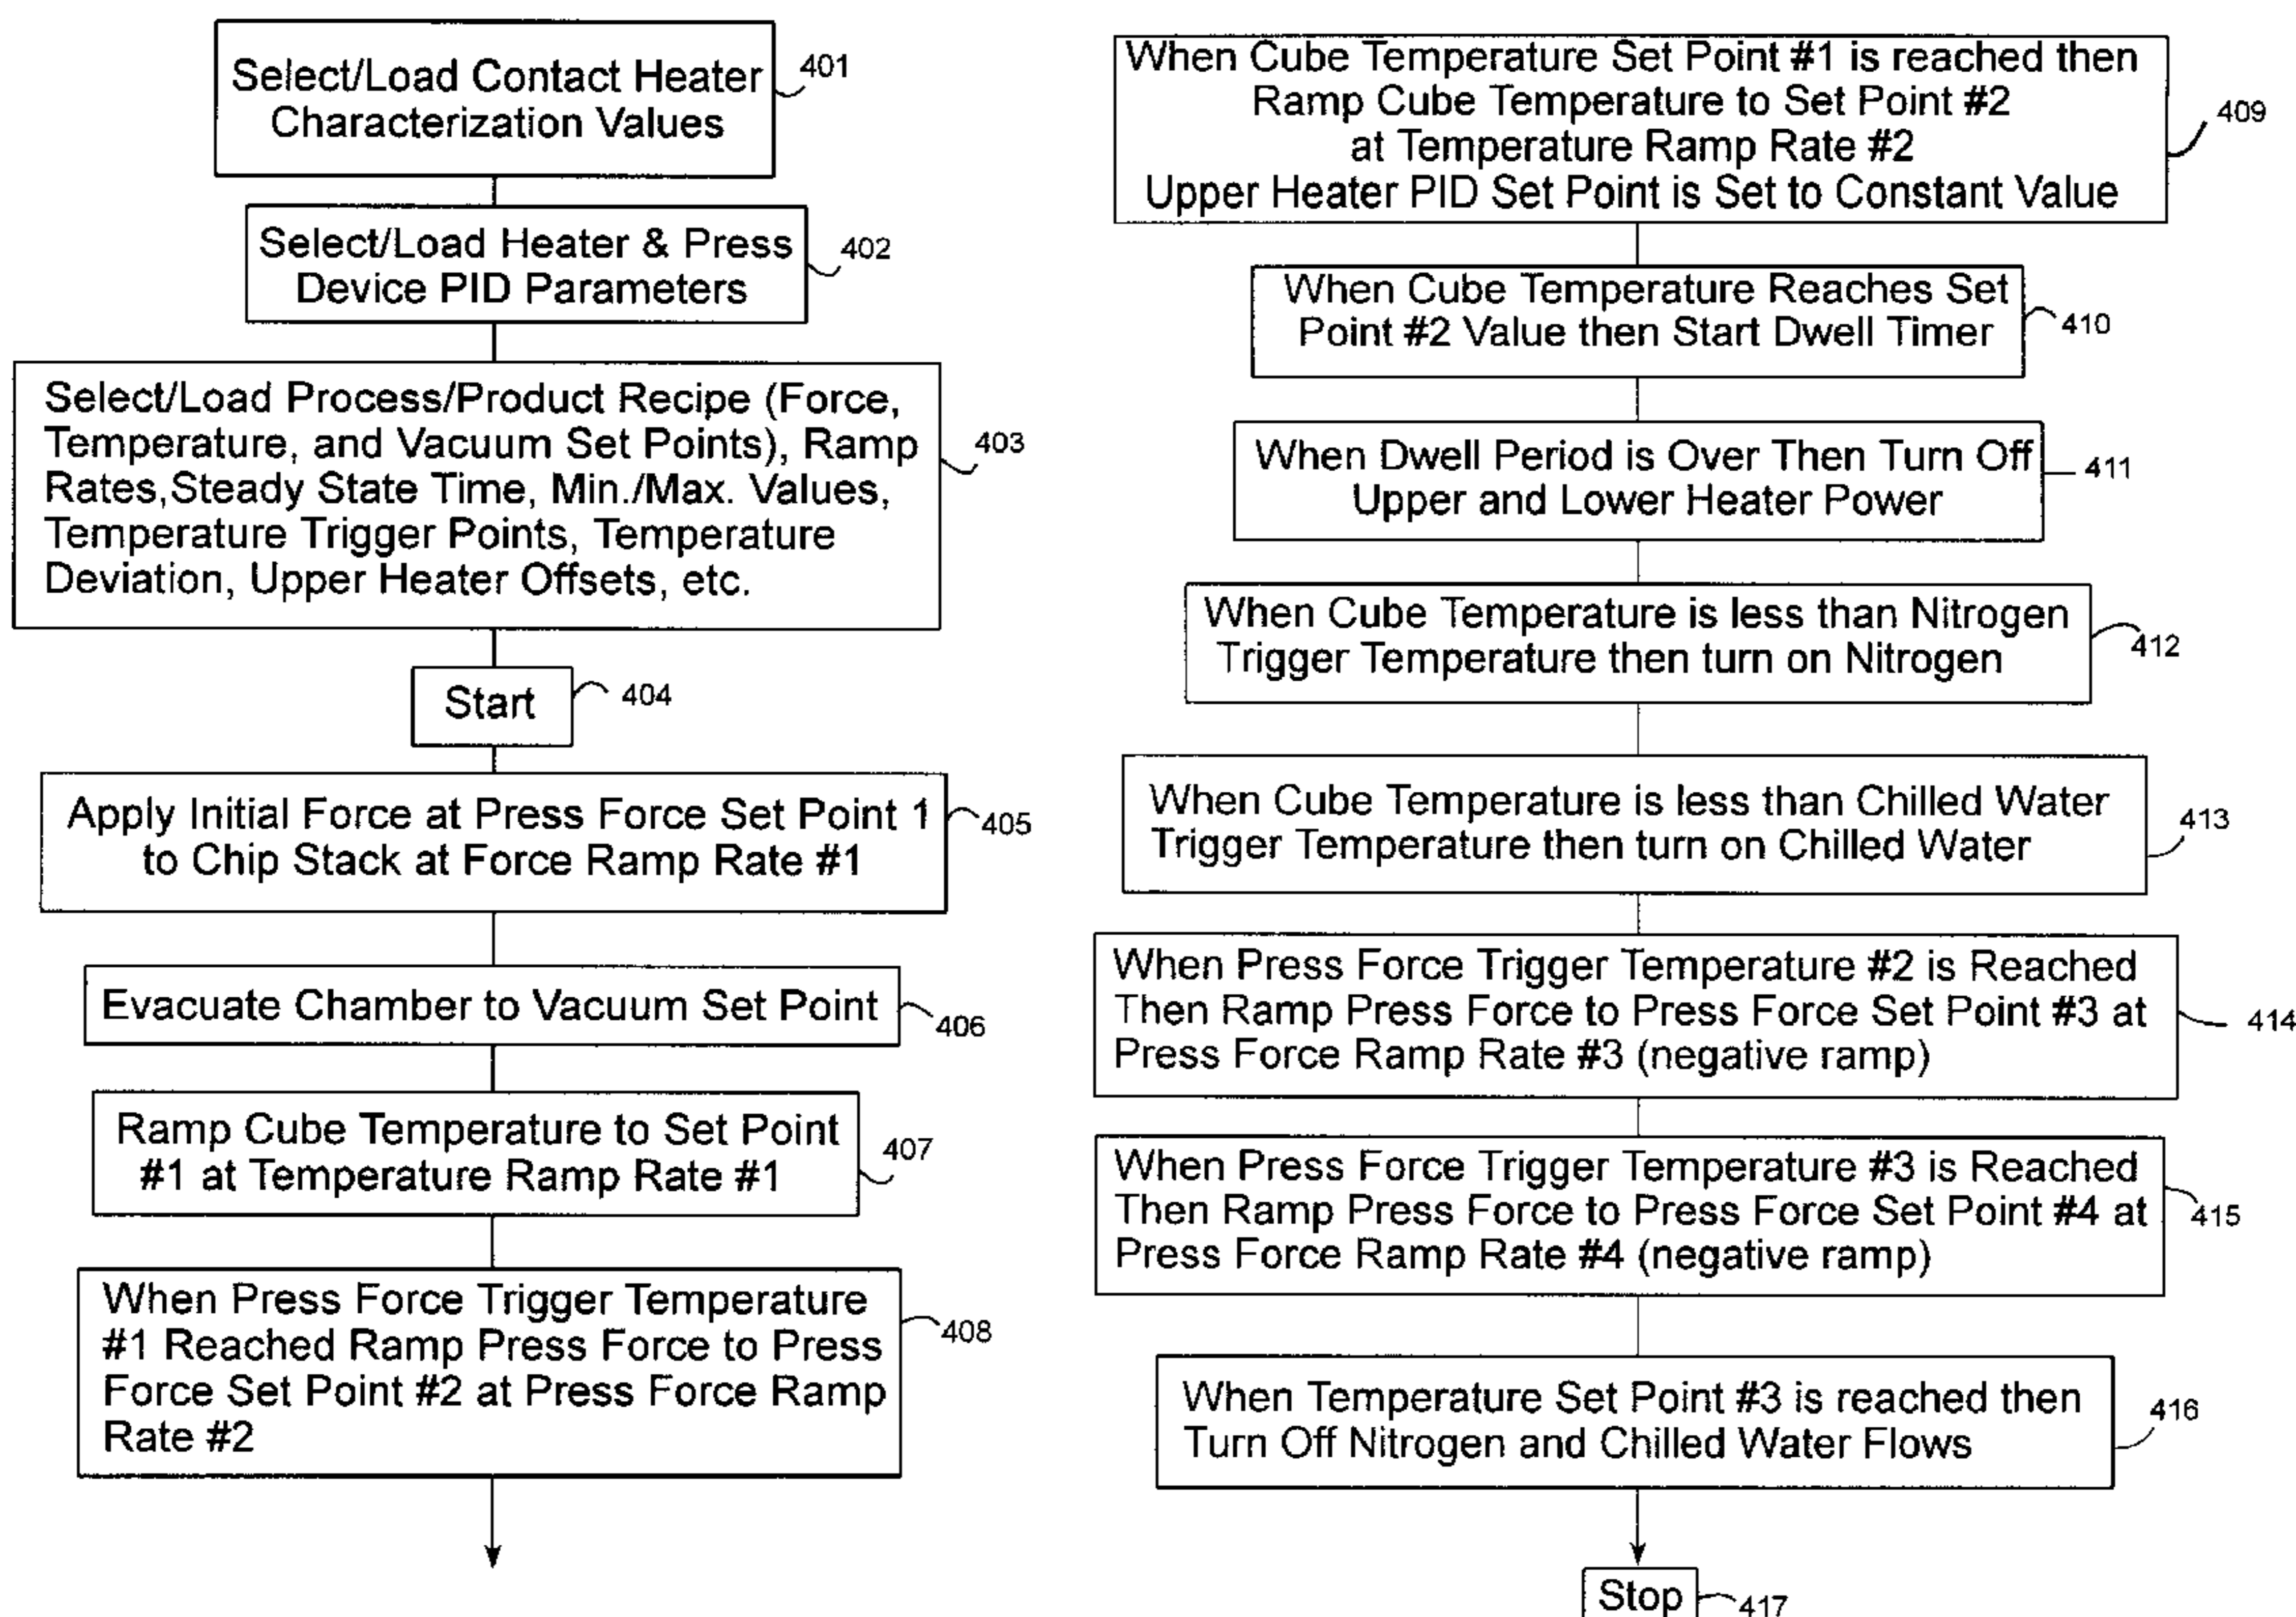 Select/Load Contact Heater
Characterization Values
401
Select/Load Heater & Press
Device PID Parameters
402
Select/Load Process/Product Recipe (Force,
Temperature, and Vacuum Set Points), Ramp
Rates,Steady State Time, Min./Max. Values,
Temperature Trigger Points, Temperature
Deviation, Upper Heater Offsets, etc.
403
Start
404
Apply Initial Force at Press Force Set Point 1
to Chip Stack at Force Ramp Rate #1
405
Evacuate Chamber to Vacuum Set Point
406
Ramp Cube Temperature to Set Point
#1 at Temperature Ramp Rate #1
407
When Press Force Trigger Temperature
#1 Reached Ramp Press Force to Press
Force Set Point #2 at Press Force Ramp
Rate #2
408
When Cube Temperature Set Point #1 is reached then
Ramp Cube Temperature to Set Point #2
at Temperature Ramp Rate #2
Upper Heater PID Set Point is Set to Constant Value
409
When Cube Temperature Reaches Set
Point #2 Value then Start Dwell Timer
410
When Dwell Period is Over Then Turn Off
Upper and Lower Heater Power
411
When Cube Temperature is less than Nitrogen
Trigger Temperature then turn on Nitrogen
412
When Cube Temperature is less than Chilled Water
Trigger Temperature then turn on Chilled Water
413
When Press Force Trigger Temperature #2 is Reached
Then Ramp Press Force to Press Force Set Point #3 at
Press Force Ramp Rate #3 (negative ramp)
414
When Press Force Trigger Temperature #3 is Reached
Then Ramp Press Force to Press Force Set Point #4 at
Press Force Ramp Rate #4 (negative ramp)
415
When Temperature Set Point #3 is reached then
Turn Off Nitrogen and Chilled Water Flows
416
Stop
417